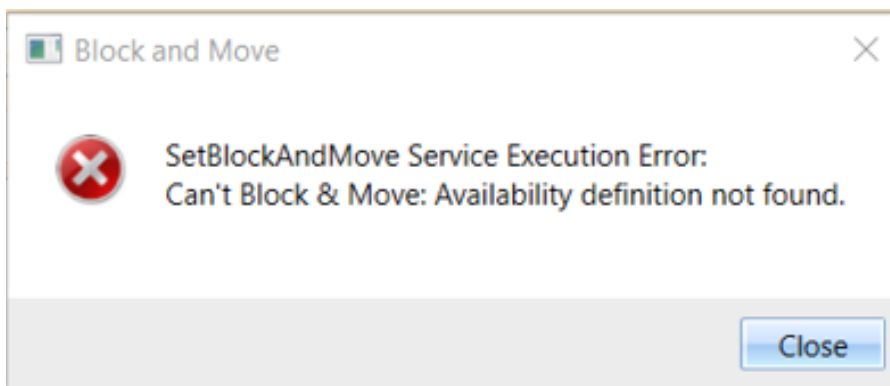 Block and Move
SetBlockAndMove Service Execution Error:
Can't Block & Move: Availability definition not found.
Close